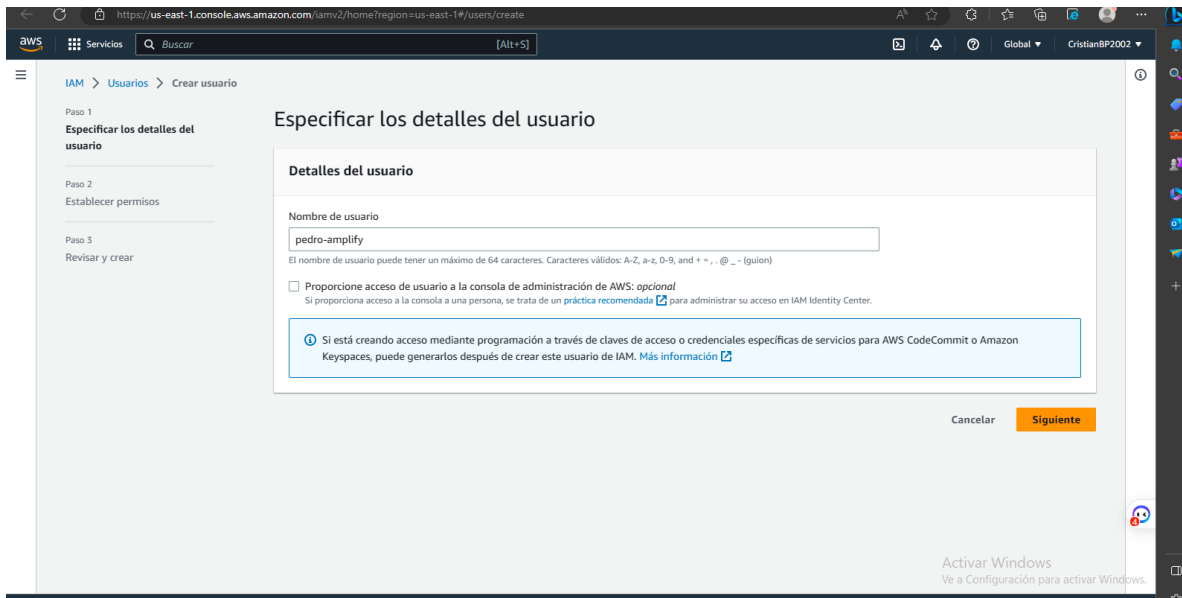 https://us-east-1.console.aws.amazon.com/iamv2/home?region=us-east-1#/users/create
aws
Servicios
Buscar
[Alt+S]
Global
CristianBP2002
IAM > Usuarios > Crear usuario
Paso 1
Especificar los detalles del
usuario
Paso 2
Establecer permisos
Paso 3
Revisar y crear
Especificar los detalles del usuario
Detalles del usuario
Nombre de usuario
pedro-amplify
El nombre de usuario puede tener un máximo de 64 caracteres. Caracteres válidos: A-Z, a-z, 0-9, and + = , . @ _ - (guion)
Proporcione acceso de usuario a la consola de administración de AWS: opcional
Si proporciona acceso a la consola a una persona, se trata de un práctica recomendada para administrar su acceso en IAM Identity Center.
Si está creando acceso mediante programación a través de claves de acceso o credenciales específicas de servicios para AWS CodeCommit o Amazon
Keyspaces, puede generarlos después de crear este usuario de IAM. Más información
Cancelar
Siguiente
4
Activar Windows
Ve a Configuración para activar Windows.